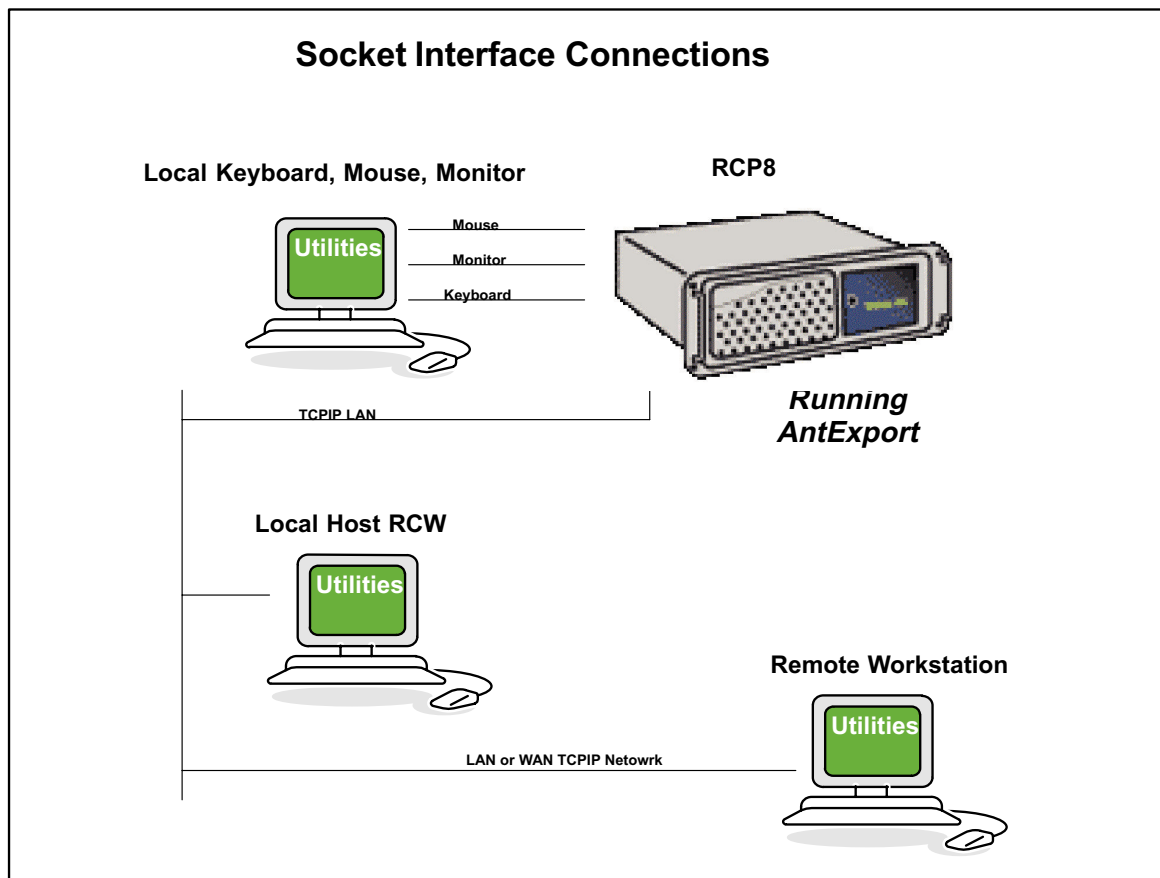 Socket Interface Connections
Local Keyboard, Mouse, Monitor
RCP8
Utilities
Mouse
Monitor
Keyboard
Running
AntExport
TCPIP LAN
Local Host RCW
Utilities
Remote Workstation
Utilities
LAN or WAN TCPIP Netowrk